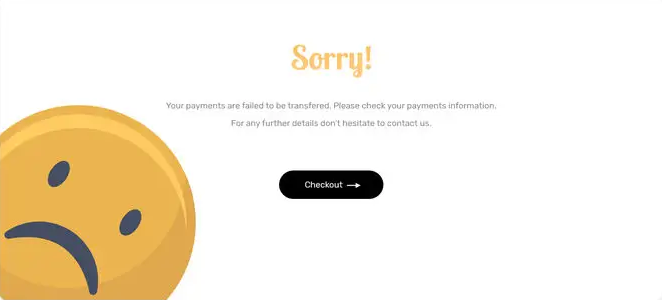 Sorry!
Your payments are failed to be transfered. Please check your payments information.
For any further details don't hesitate to contact us.
Checkout